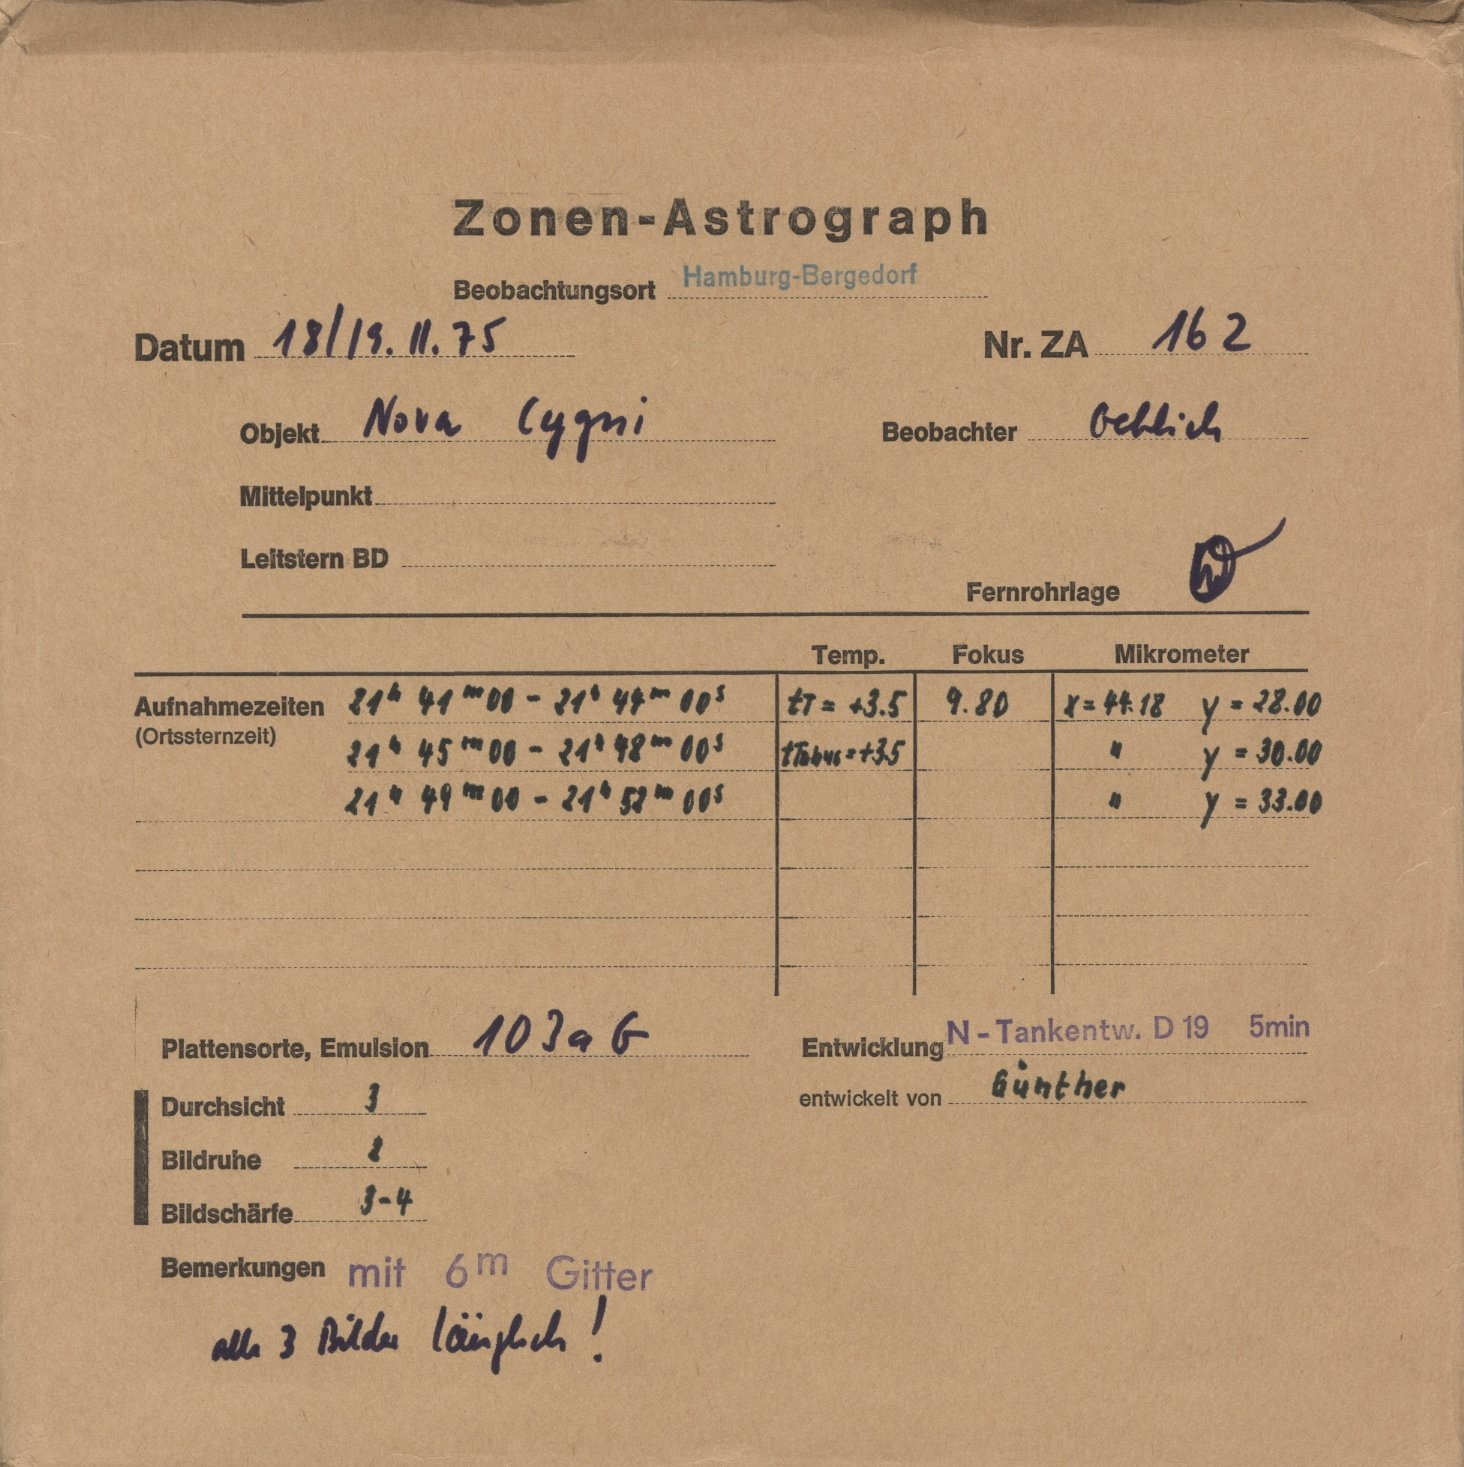 Zonen-Astrograph
Beobachtungsort Hamburg-Bergedorf
Datum 18/19. 11. 75 Nr. ZA 162
Objekt Nova Cygni Beobachter
Mittelpunkt
Leitstern BD
Fernrohrlage
Temp. Fokus Mikrometer
Aufnahmezeiten 21h 41m 00 - 21h 44m 00s tT = +3.5 9.80 x = 44.18 y = 28.00
(Ortssternzeit)
21h 45m 00 - 21h 48m 00s tTubus = +3.5 " y = 30.00
21h 49m 00 - 21h 52m 00s " y = 33.00
Plattensorte, Emulsion 103a G Entwicklung N-Tankentw. D 19 5min
Durchsicht 3 entwickelt von Günther
Bildruhe 2
Bildschärfe 3-4
Bemerkungen mit 6m Gitter
alle 3 Bilder länglich!